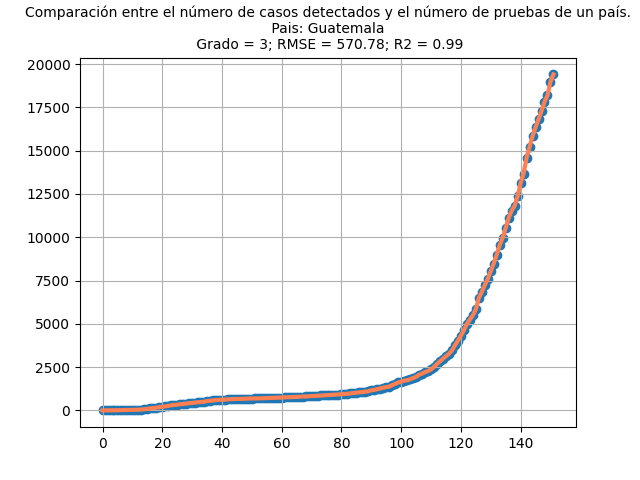 Comparación entre el número de casos detectados y el número de pruebas de un país.
Pais: Guatemala
Grado = 3; RMSE = 570.78; R2 = 0.99
20000
17500
15000
12500
10000
7500
5000
2500
0
0 20 40 60 80 100 120 140